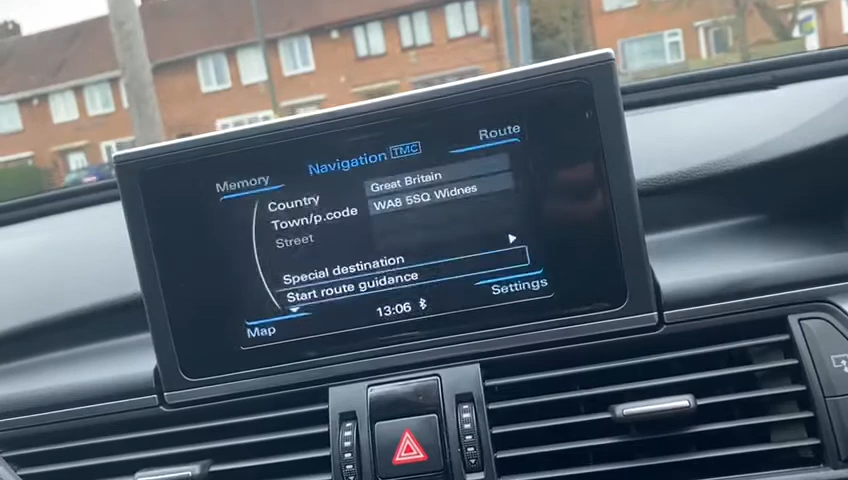 Memory
Navigation TMC
Route
Country
Great Britain
Town/p.code
WA8 5SQ Widnes
Street
Special destination
Start route guidance
Map
13:06
Settings